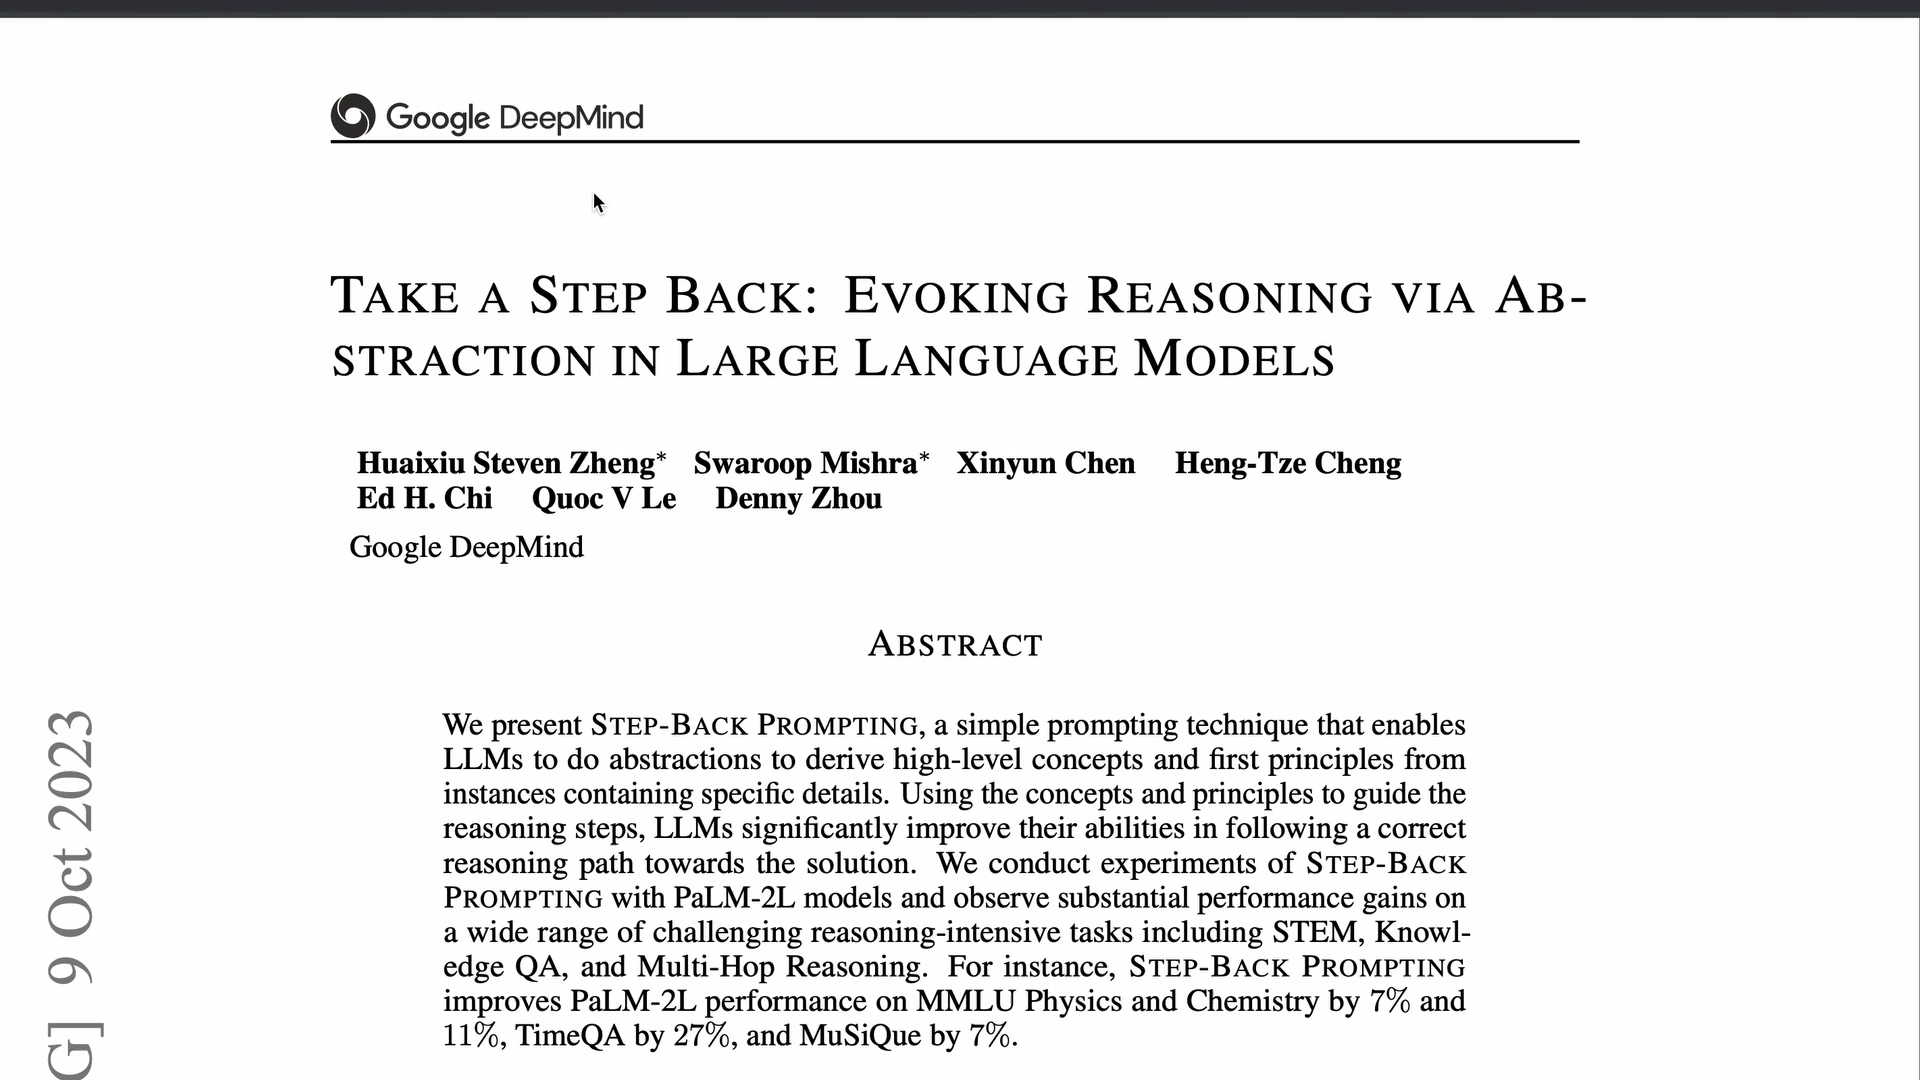 Google DeepMind
TAKE A STEP BACK: EVOKING REASONING VIA AB-
STRACTION IN LARGE LANGUAGE MODELS
Huaixiu Steven Zheng* Swaroop Mishra* Xinyun Chen Heng-Tze Cheng
Ed H. Chi Quoc V Le Denny Zhou
Google DeepMind
ABSTRACT
We present STEP-BACK PROMPTING, a simple prompting technique that enables
LLMs to do abstractions to derive high-level concepts and first principles from
instances containing specific details. Using the concepts and principles to guide the
reasoning steps, LLMs significantly improve their abilities in following a correct
reasoning path towards the solution. We conduct experiments of STEP-BACK
PROMPTING with PaLM-2L models and observe substantial performance gains on
a wide range of challenging reasoning-intensive tasks including STEM, Knowl-
edge QA, and Multi-Hop Reasoning. For instance, STEP-BACK PROMPTING
improves PaLM-2L performance on MMLU Physics and Chemistry by 7% and
11%, TimeQA by 27%, and MuSiQue by 7%.
G] 9 Oct 2023